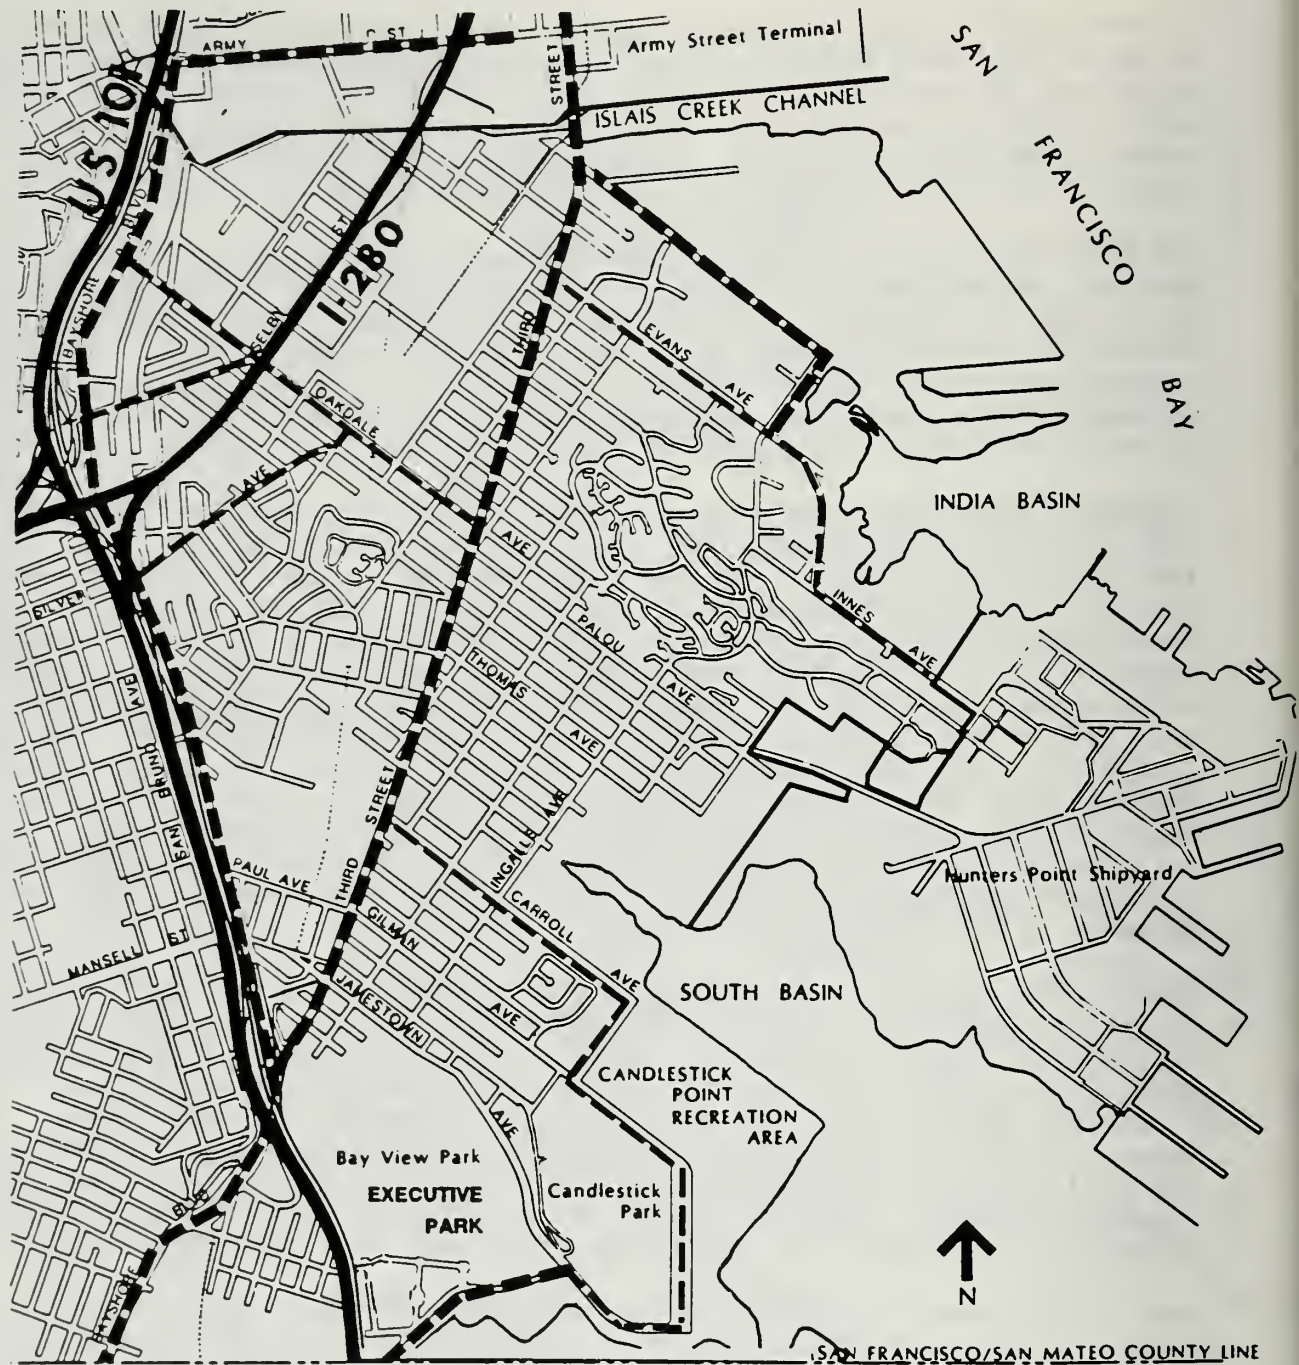 ARMY
ST
STREET
Army Street Terminal
SAN
FRANCISCO
BAY
ISLAIS CREEK CHANNEL
US 101
BLVD
BAYSHORE
ST
I-280
SELBY
THIRD
EVANS
AVE
OAKDALE
AVE
AVE
INDIA BASIN
SILVER
AVE
INNES
AVE
PALOU
AVE
THOMAS
AVE
BRUNO
SAN
STREET
THIRD
INGALLS AVE
PAUL AVE
GILMAN
AVE
CARROLL
AVE
MANSELL ST
JAMESTOWN
AVE
Hunters Point Shipyard
SOUTH BASIN
CANDLESTICK
POINT
RECREATION
AREA
Bay View Park
EXECUTIVE
PARK
Candlestick
Park
BLVD
BAYSHORE
N
SAN FRANCISCO/SAN MATEO COUNTY LINE